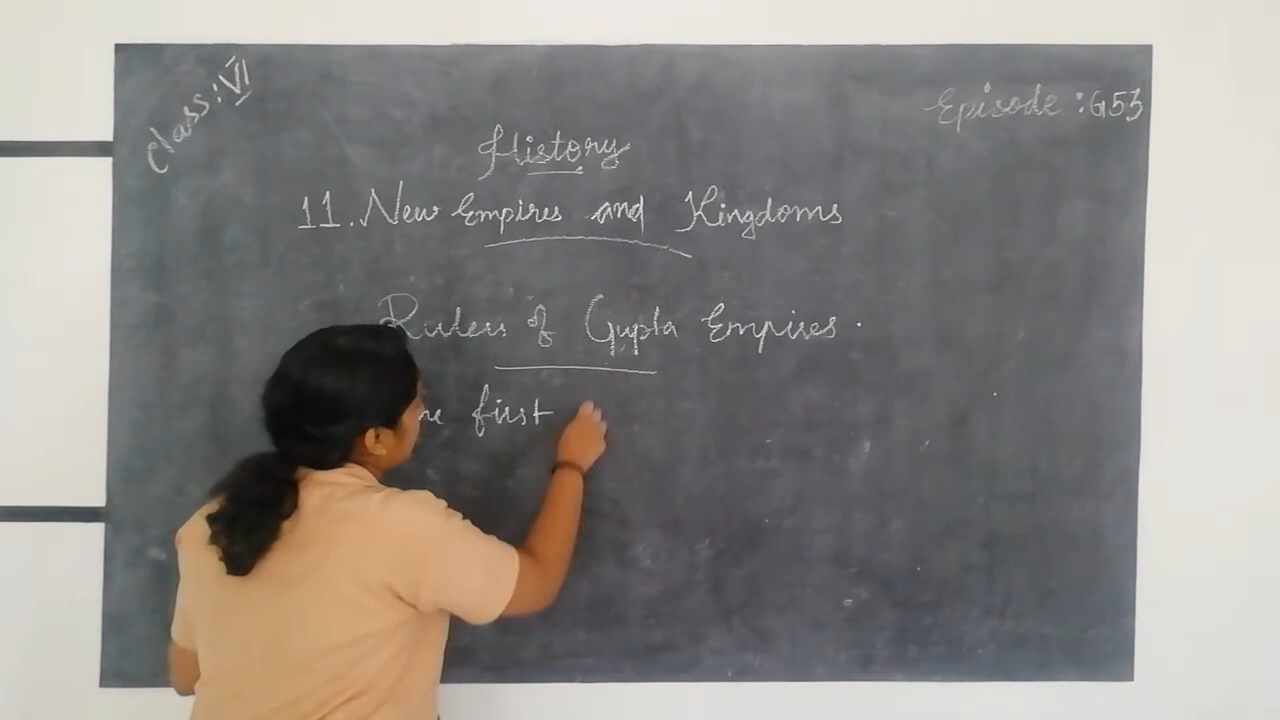 Class: VI
Episode : G53
History
11. New Empires and Kingdoms
Rulers of Gupta Empires.
first